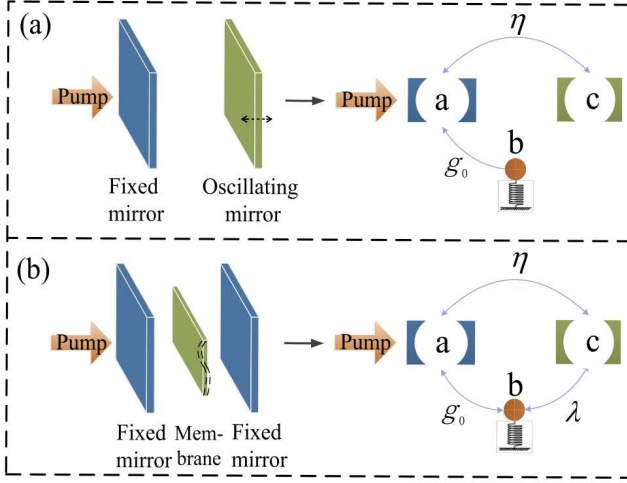 (a)
Pump
Fixed
mirror
Oscillating
mirror
Pump
η
a
c
b
g₀
(b)
Pump
Fixed
mirror
Mem-
brane
Fixed
mirror
Pump
η
a
c
b
g₀
λ